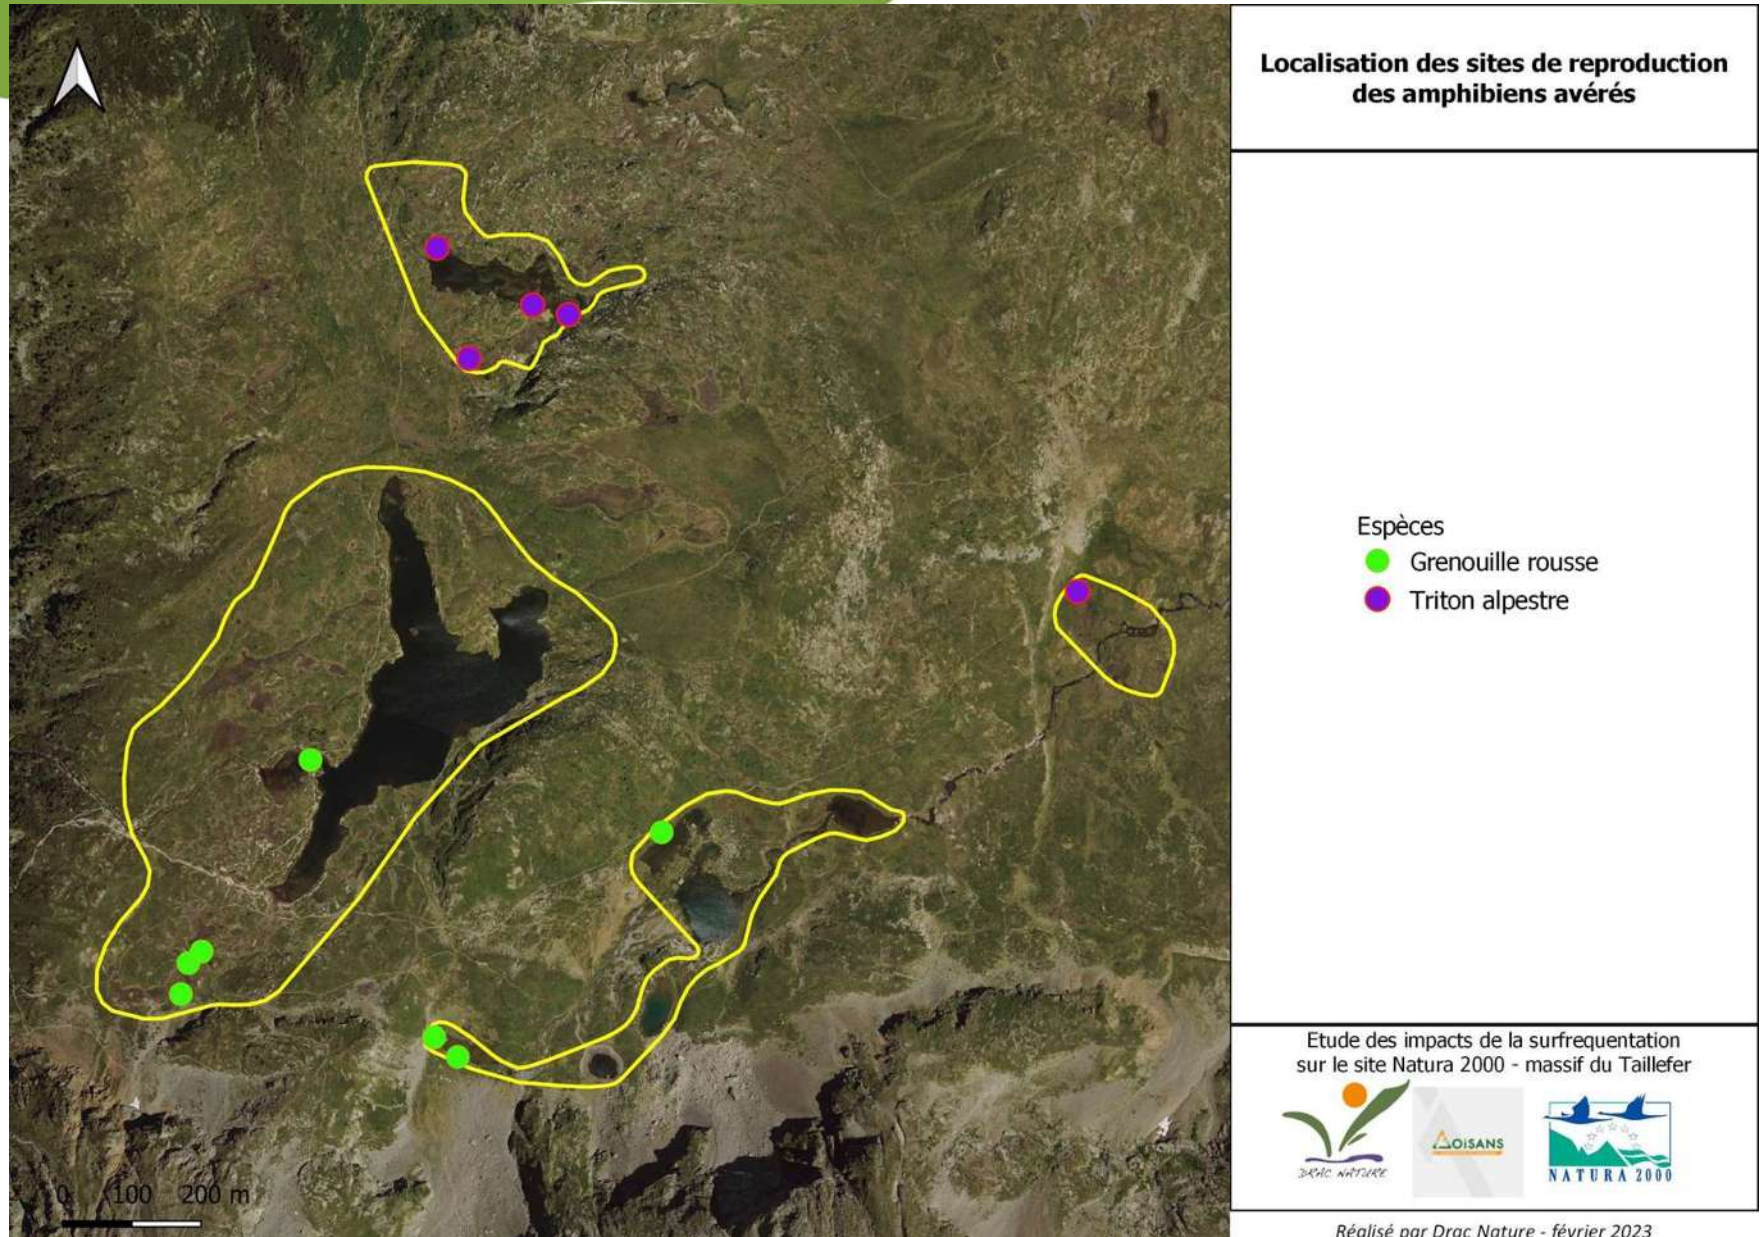 Localisation des sites de reproduction
des amphibiens avérés
Espèces
Grenouille rousse
Triton alpestre
Etude des impacts de la surfrequentation
sur le site Natura 2000 - massif du Taillefer
DRAC NATURE
OISANS
NATURA 2000
0 100 200 m
Réalisé par Drac Nature - février 2023